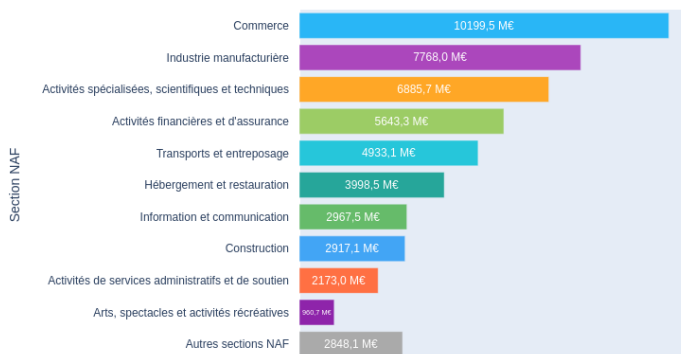 Section NAF
Commerce 10199,5 M€
Industrie manufacturière 7768,0 M€
Activités spécialisées, scientifiques et techniques 6885,7 M€
Activités financières et d'assurance 5643,3 M€
Transports et entreposage 4933,1 M€
Hébergement et restauration 3998,5 M€
Information et communication 2967,5 M€
Construction 2917,1 M€
Activités de services administratifs et de soutien 2173,0 M€
Arts, spectacles et activités récréatives 960,7 M€
Autres sections NAF 2848,1 M€